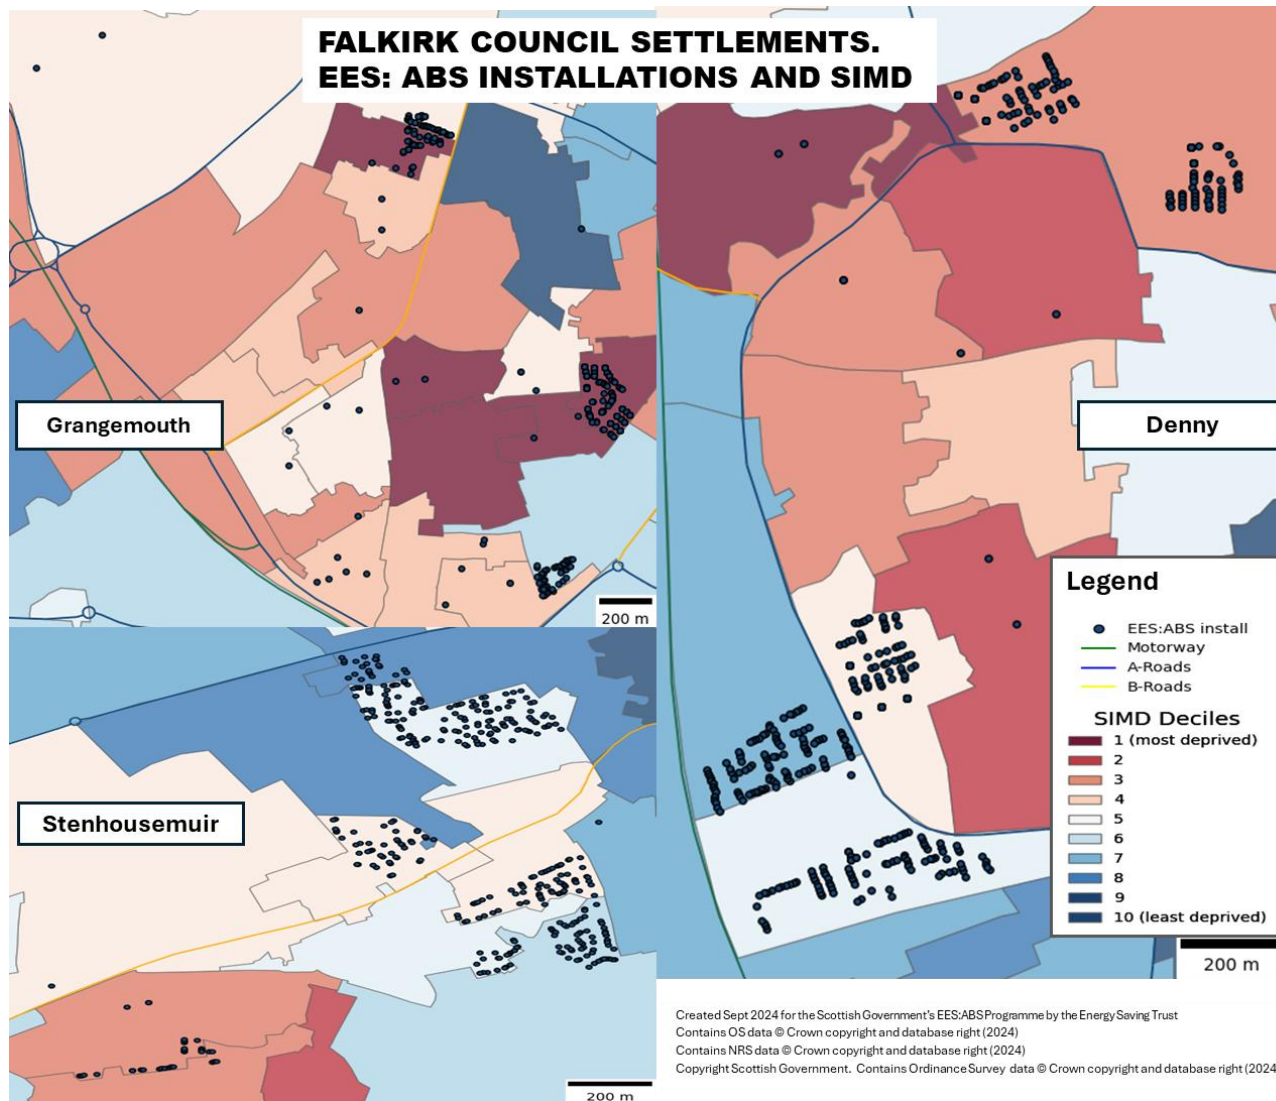 FALKIRK COUNCIL SETTLEMENTS.
EES: ABS INSTALLATIONS AND SIMD
Grangemouth
200 m
Denny
Stenhousemuir
200 m
Legend
EES:ABS install
Motorway
A-Roads
B-Roads
SIMD Deciles
1 (most deprived)
2
3
4
5
6
7
8
9
10 (least deprived)
200 m
Created Sept 2024 for the Scottish Government's EES:ABS Programme by the Energy Saving Trust
Contains OS data © Crown copyright and database right (2024)
Contains NRS data © Crown copyright and database right (2024)
Copyright Scottish Government. Contains Ordinance Survey data © Crown copyright and database right (2024